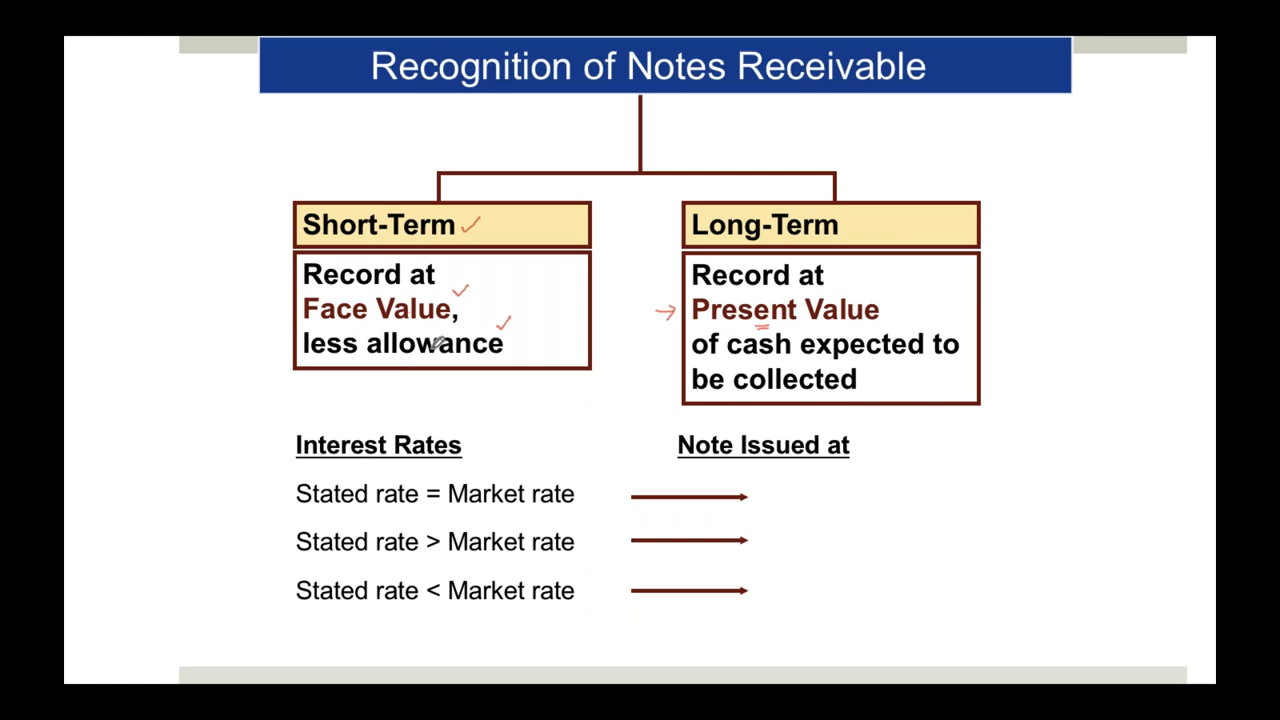 Recognition of Notes Receivable
Short-Term
Record at
Face Value,
less allowance
Long-Term
Record at
Present Value
of cash expected to
be collected
Interest Rates
Note Issued at
Stated rate = Market rate
Stated rate > Market rate
Stated rate < Market rate